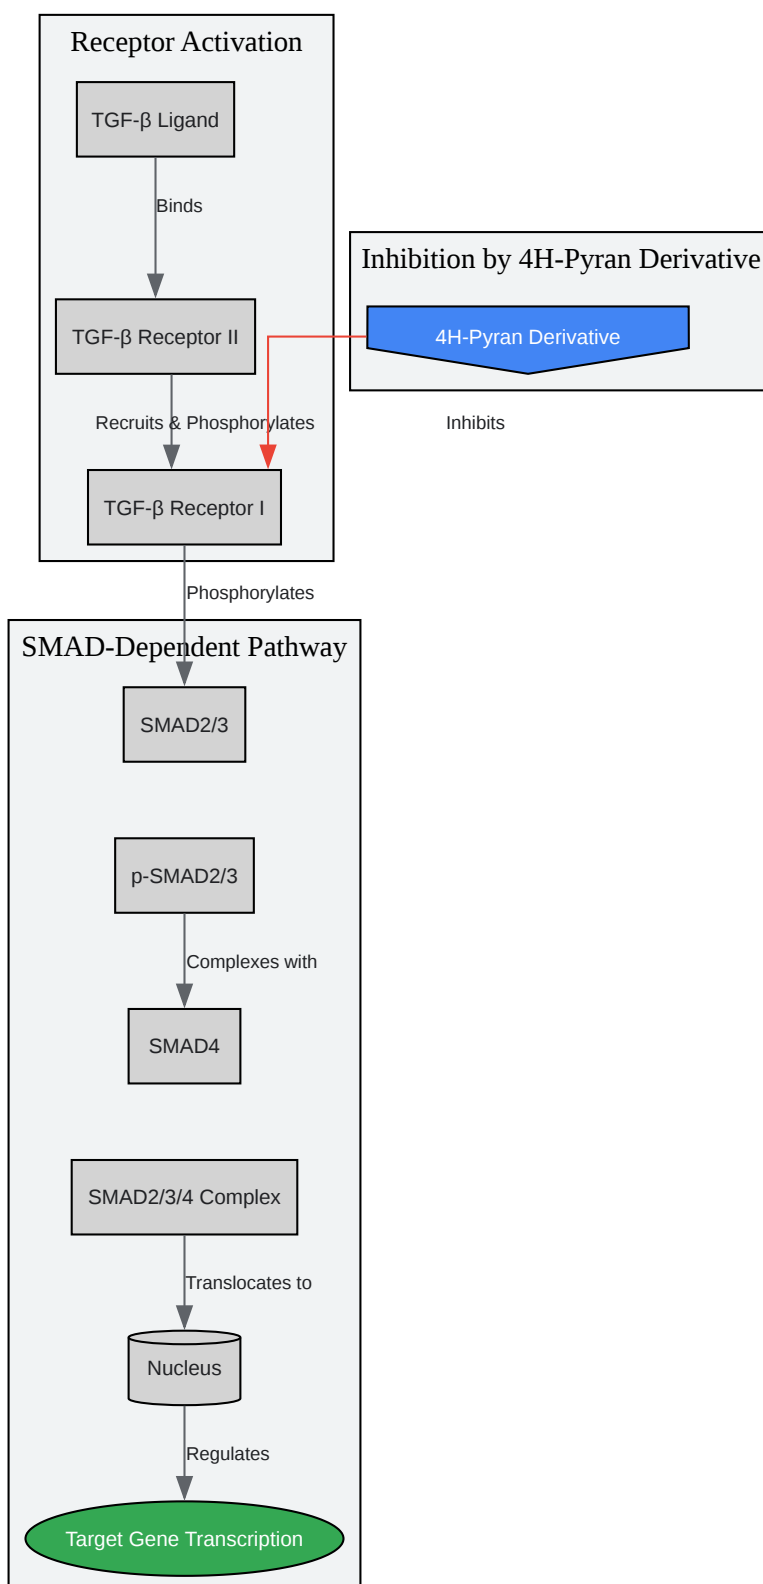 Receptor Activation
TGF-β Ligand
Binds
Inhibition by 4H-Pyran Derivative
TGF-β Receptor II
4H-Pyran Derivative
Recruits & Phosphorylates
Inhibits
TGF-β Receptor I
Phosphorylates
SMAD-Dependent Pathway
SMAD2/3
p-SMAD2/3
Complexes with
SMAD4
SMAD2/3/4 Complex
Translocates to
Nucleus
Regulates
Target Gene Transcription